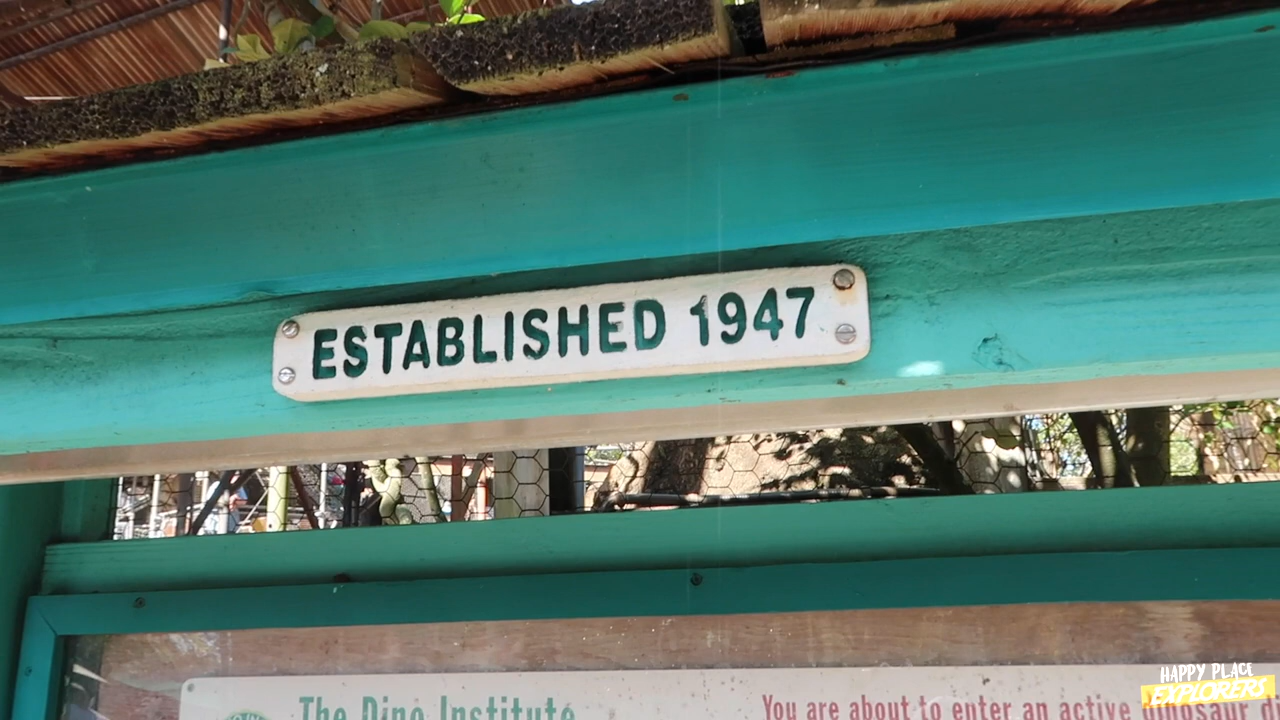 ESTABLISHED 1947
The Dino Institute
You are about to enter an active
HAPPY PLACE
EXPLORERS